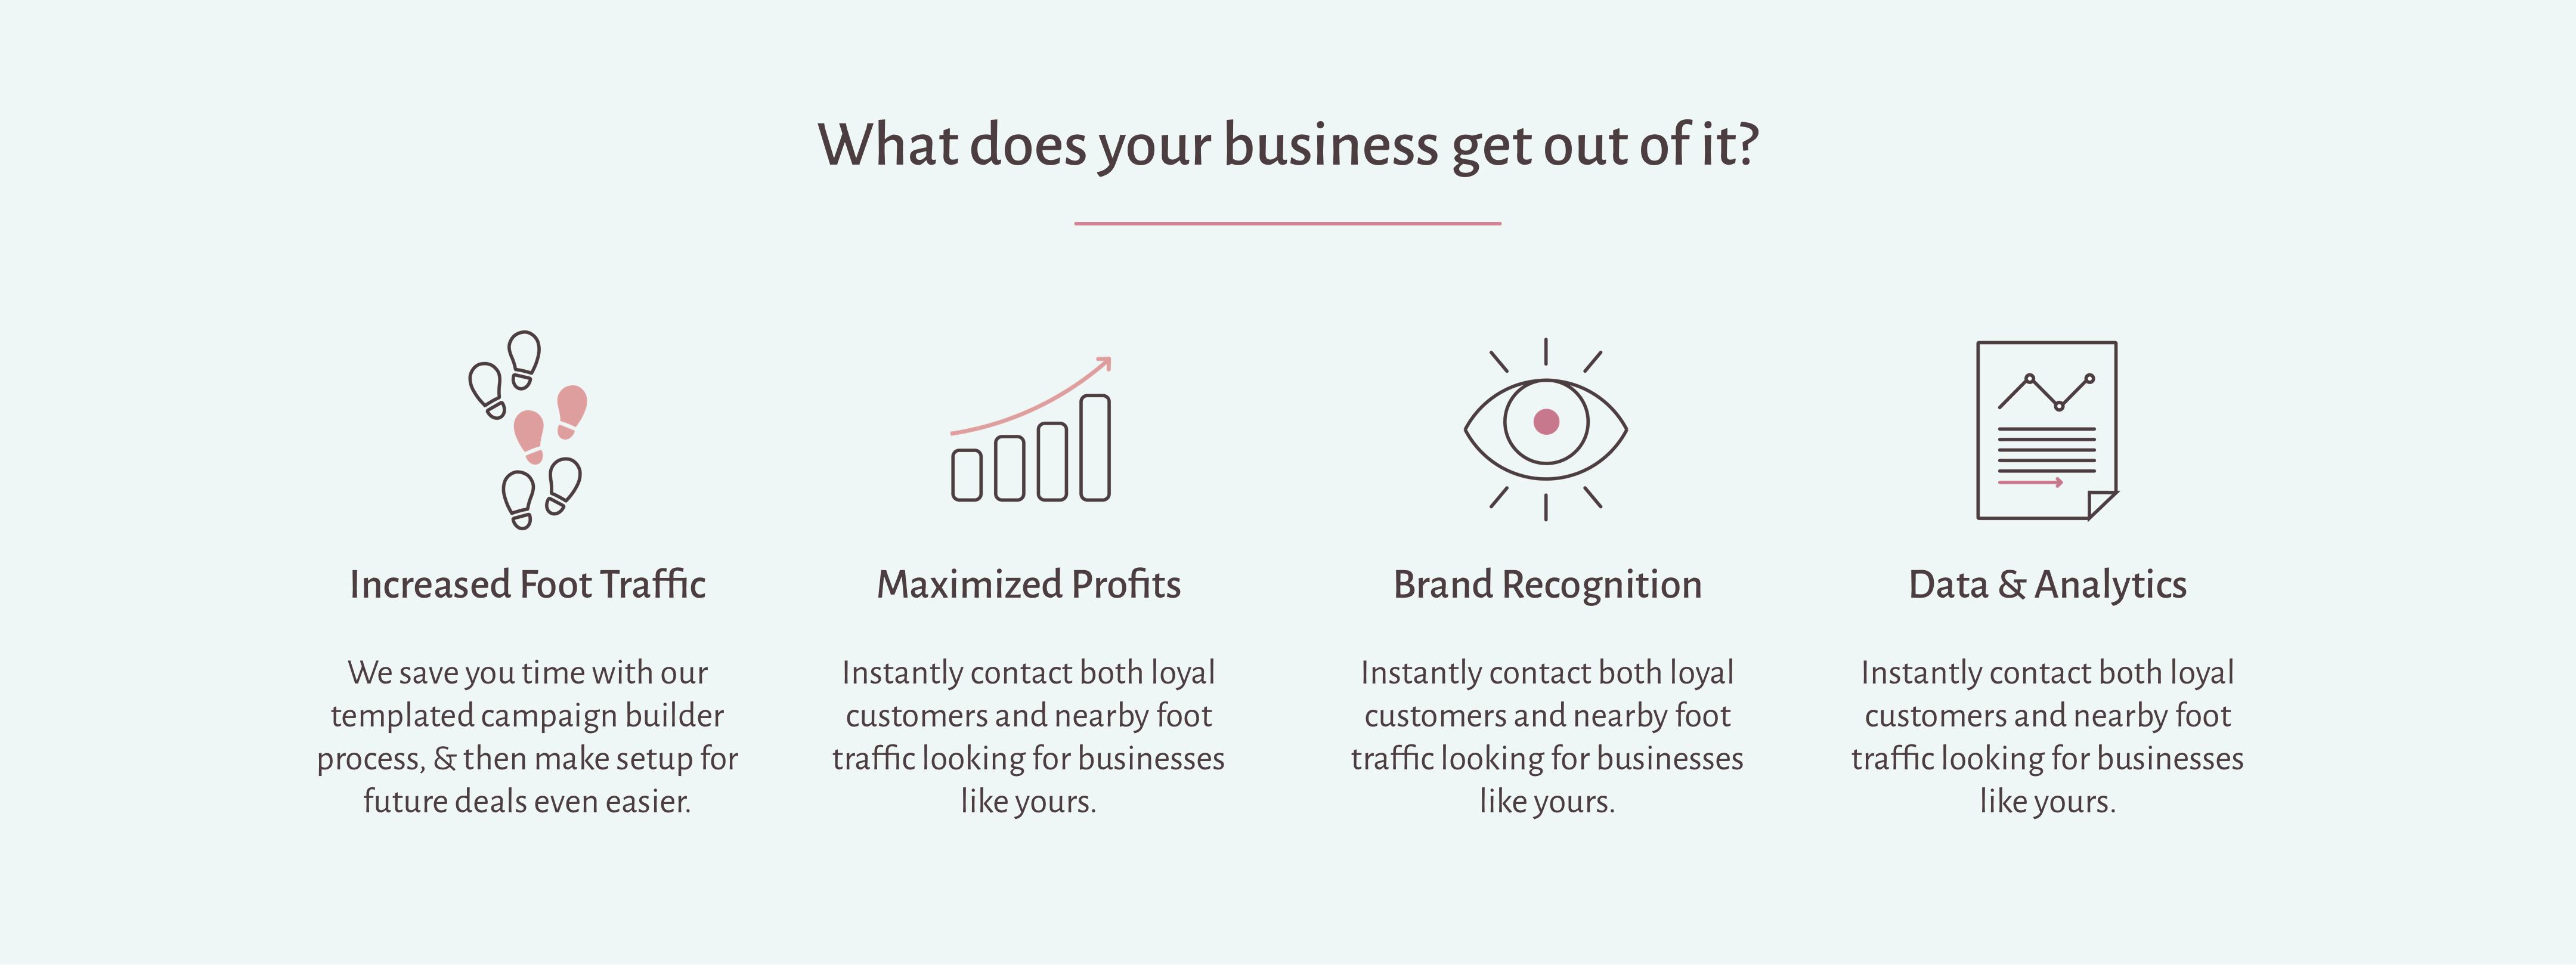 What does your business get out of it?
Increased Foot Traffic
We save you time with our
templated campaign builder
process, & then make setup for
future deals even easier.
Maximized Profits
Instantly contact both loyal
customers and nearby foot
traffic looking for businesses
like yours.
Brand Recognition
Instantly contact both loyal
customers and nearby foot
traffic looking for businesses
like yours.
Data & Analytics
Instantly contact both loyal
customers and nearby foot
traffic looking for businesses
like yours.